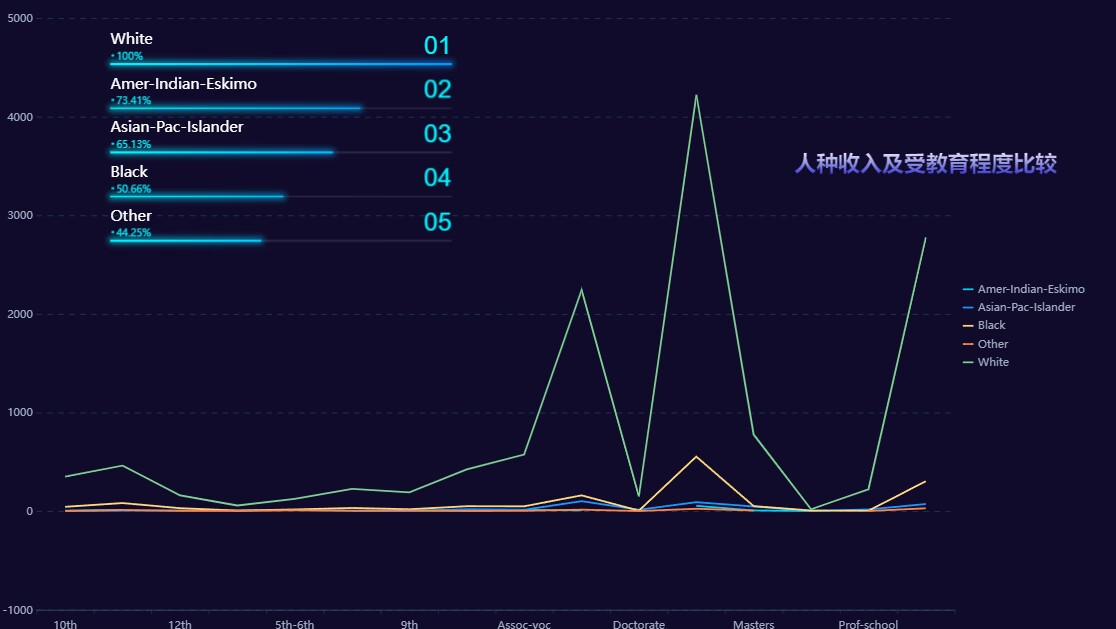 5000
4000
3000
2000
1000
0
-1000
White
100%
01
Amer-Indian-Eskimo
73.41%
02
Asian-Pac-Islander
65.13%
03
Black
50.66%
04
Other
44.25%
05
人种收入及受教育程度比较
Amer-Indian-Eskimo
Asian-Pac-Islander
Black
Other
White
10th
12th
5th-6th
9th
Assoc-voc
Doctorate
Masters
Prof-school